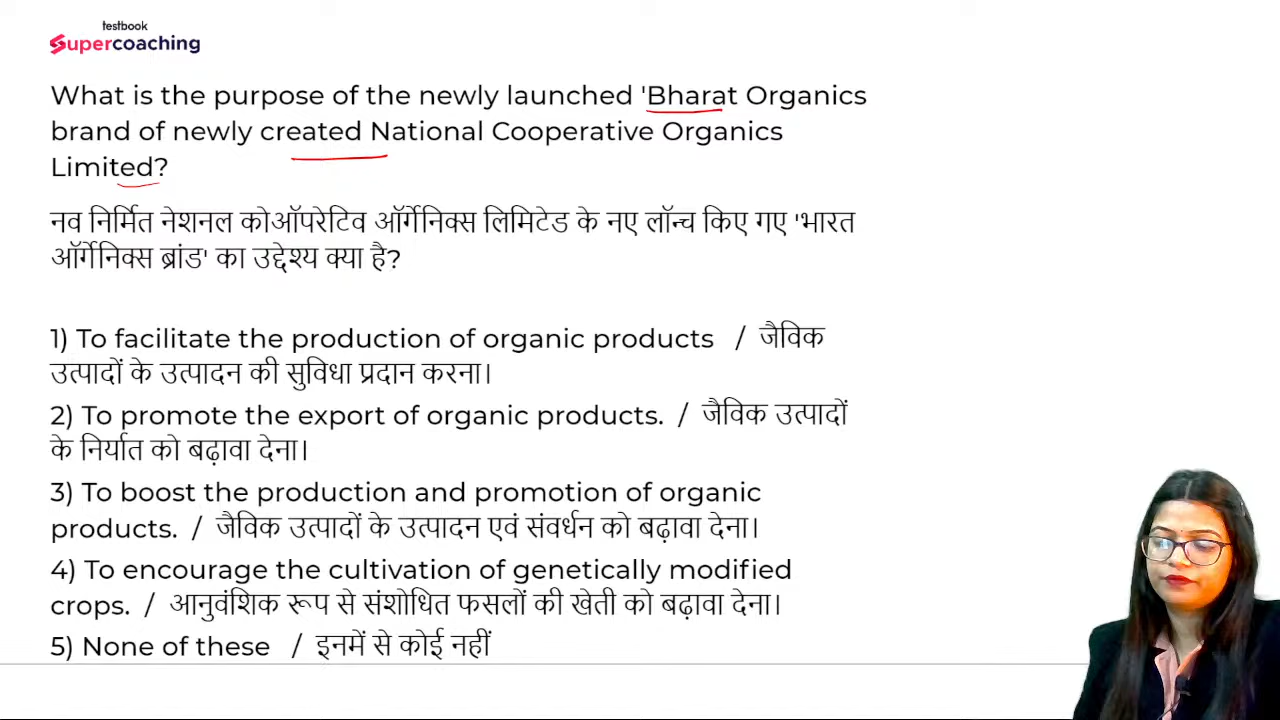 testbook
Supercoaching
What is the purpose of the newly launched 'Bharat Organics
brand of newly created National Cooperative Organics
Limited?
नव निर्मित नेशनल कोऑपरेटिव ऑर्गेनिक्स लिमिटेड के नए लॉन्च किए गए 'भारत
ऑर्गेनिक्स ब्रांड' का उद्देश्य क्या है?
1) To facilitate the production of organic products / जैविक
उत्पादों के उत्पादन की सुविधा प्रदान करना।
2) To promote the export of organic products. / जैविक उत्पादों
के निर्यात को बढ़ावा देना।
3) To boost the production and promotion of organic
products. / जैविक उत्पादों के उत्पादन एवं संवर्धन को बढ़ावा देना।
4) To encourage the cultivation of genetically modified
crops. / आनुवंशिक रूप से संशोधित फसलों की खेती को बढ़ावा देना।
5) None of these / इनमें से कोई नहीं